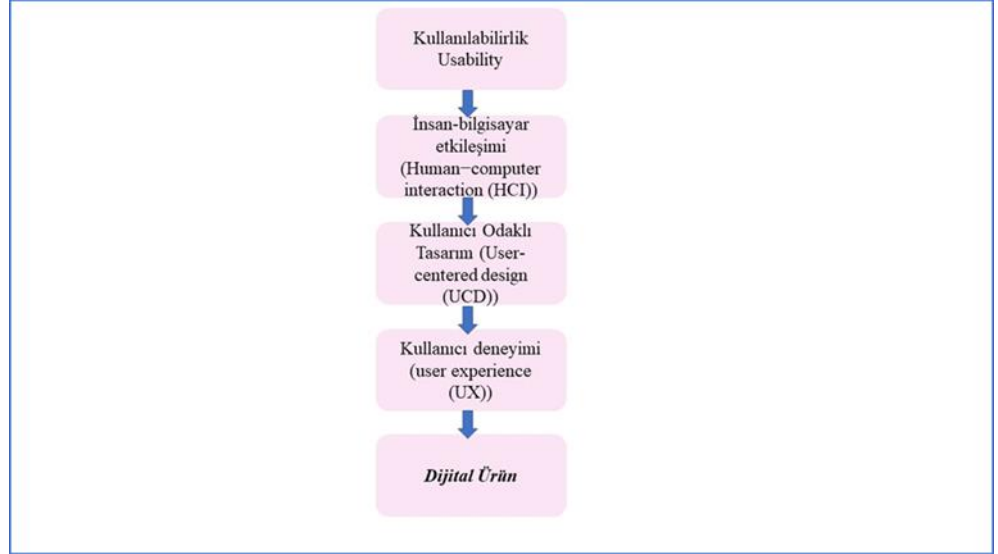 Kullanılabilirlik
Usability
İnsan-bilgisayar
etkileşimi
(Human−computer
interaction (HCI))
Kullanıcı Odaklı
Tasarım (User-
centered design
(UCD))
Kullanıcı deneyimi
(user experience
(UX))
Dijital Ürün